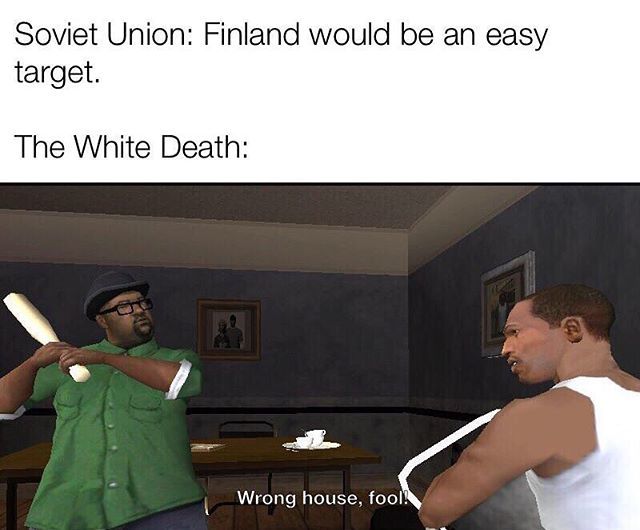 Soviet Union: Finland would be an easy
target.
The White Death:
Wrong house, fool!